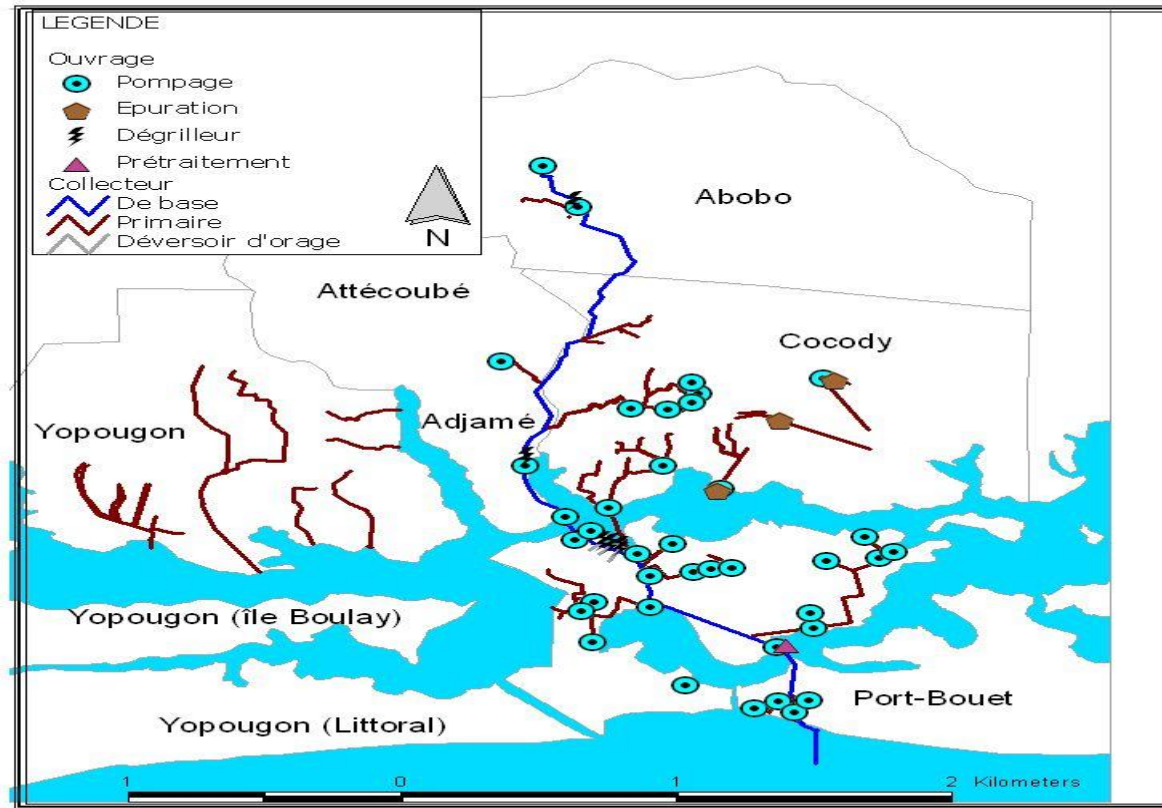 LEGENDE
Ouvrage
Pompage
Epuration
Dégrilleur
Prétraitement
Collecteur
De base
Primaire
Déversoir d'orage
N
Abobo
Attécoubé
Cocody
Yopougon
Adjamé
Yopougon (île Boulay)
Port-Bouet
Yopougon (Littoral)
1 0 1 2 Kilometers